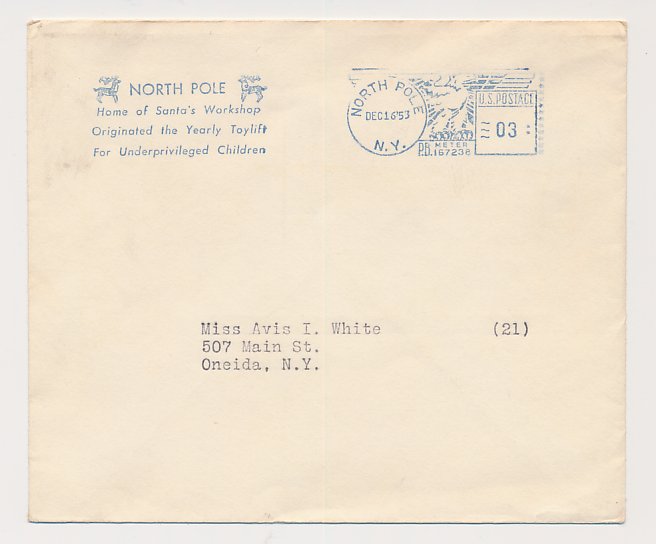 NORTH POLE
Home of Santa's Workshop
Originated the Yearly Toylift
For Underprivileged Children
NORTH POLE
DEC 16 '53
N.Y.
U.S. POSTAGE
03
P.B. METER
167238
Miss Avis I. White (21)
507 Main St.
Oneida, N.Y.